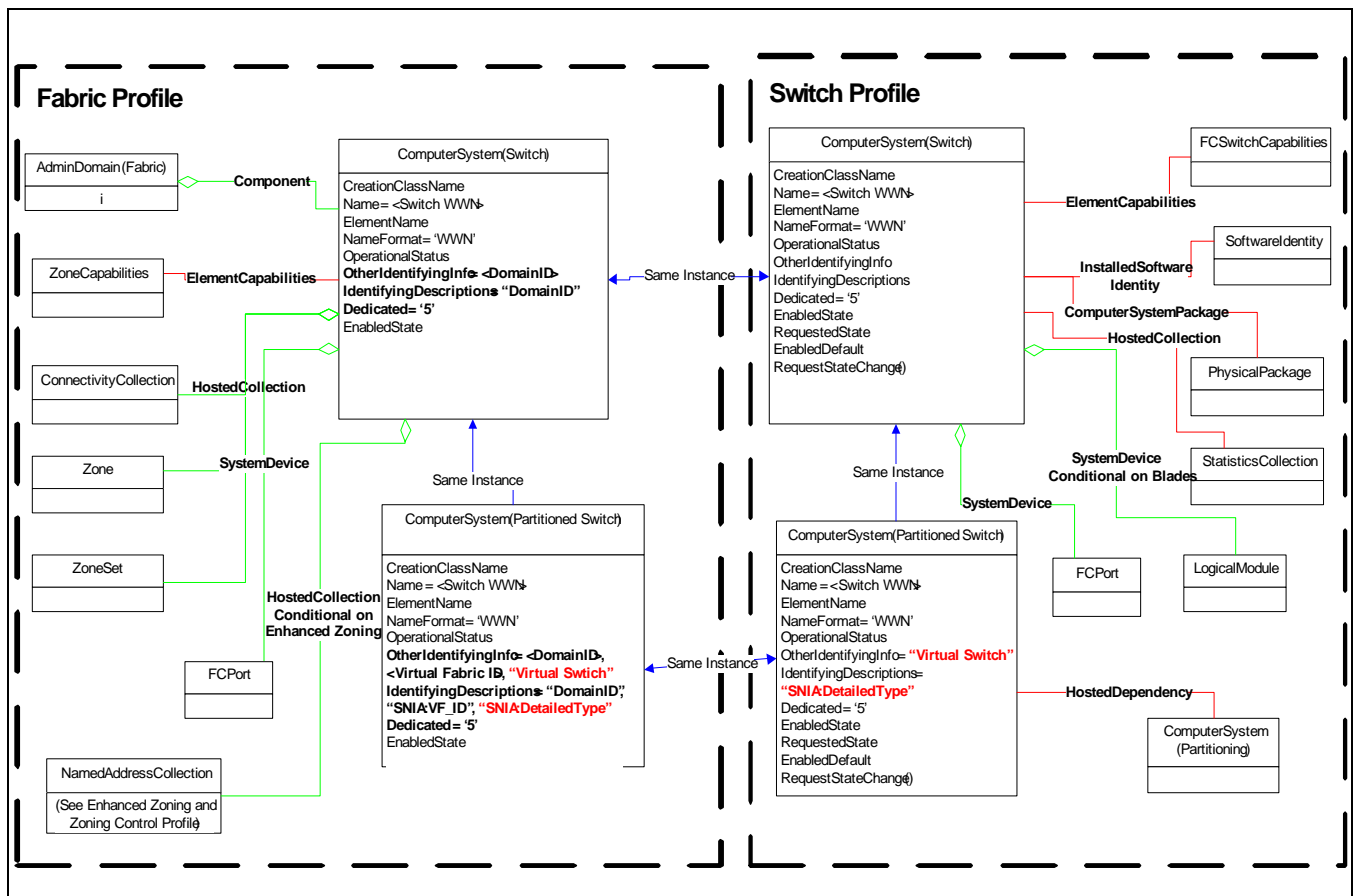 Fabric Profile
AdminDomain(Fabric)
i
Component
ZoneCapabilities
ElementCapabilities
ConnectivityCollection
HostedCollection
Zone
SystemDevice
ZoneSet
HostedCollection
Conditional on
Enhanced Zoning
FCPort
NamedAddressCollection
(See Enhanced Zoning and
Zoning Control Profile)
ComputerSystem(Switch)
CreationClassName
Name= <Switch WWN>
ElementName
NameFormat= ‘WWN’
OperationalStatus
OtherIdentifyingInfo= <DomainID>
IdentifyingDescriptions= “DomainID”
Dedicated= ‘5’
EnabledState
Same Instance
ComputerSystem(Partitioned Switch)
CreationClassName
Name = <Switch WWN>
ElementName
NameFormat= ‘WWN’
OperationalStatus
OtherIdentifyingInfo= <DomainID>,
<Virtual Fabric ID>, “Virtual Swtich”
IdentifyingDescriptions= “DomainID”,
“SNIA:VF_ID”, “SNIA:DetailedType”
Dedicated= ‘5’
EnabledState
Same Instance
Same Instance
Switch Profile
ComputerSystem(Switch)
CreationClassName
Name= <Switch WWN>
ElementName
NameFormat= ‘WWN’
OperationalStatus
OtherIdentifyingInfo
IdentifyingDescriptions
Dedicated= ‘5’
EnabledState
RequestedState
EnabledDefault
RequestStateChange()
FCSwitchCapabilities
ElementCapabilities
SoftwareIdentity
InstalledSoftware
Identity
ComputerSystemPackage
HostedCollection
PhysicalPackage
StatisticsCollection
SystemDevice
Conditional on Blades
Same Instance
SystemDevice
FCPort
LogicalModule
ComputerSystem(Partitioned Switch)
CreationClassName
Name = <Switch WWN>
ElementName
NameFormat= ‘WWN’
OperationalStatus
OtherIdentifyingInfo= “Virtual Switch”
IdentifyingDescriptions=
“SNIA:DetailedType”
Dedicated= ‘5’
EnabledState
RequestedState
EnabledDefault
RequestStateChange()
HostedDependency
ComputerSystem
(Partitioning)